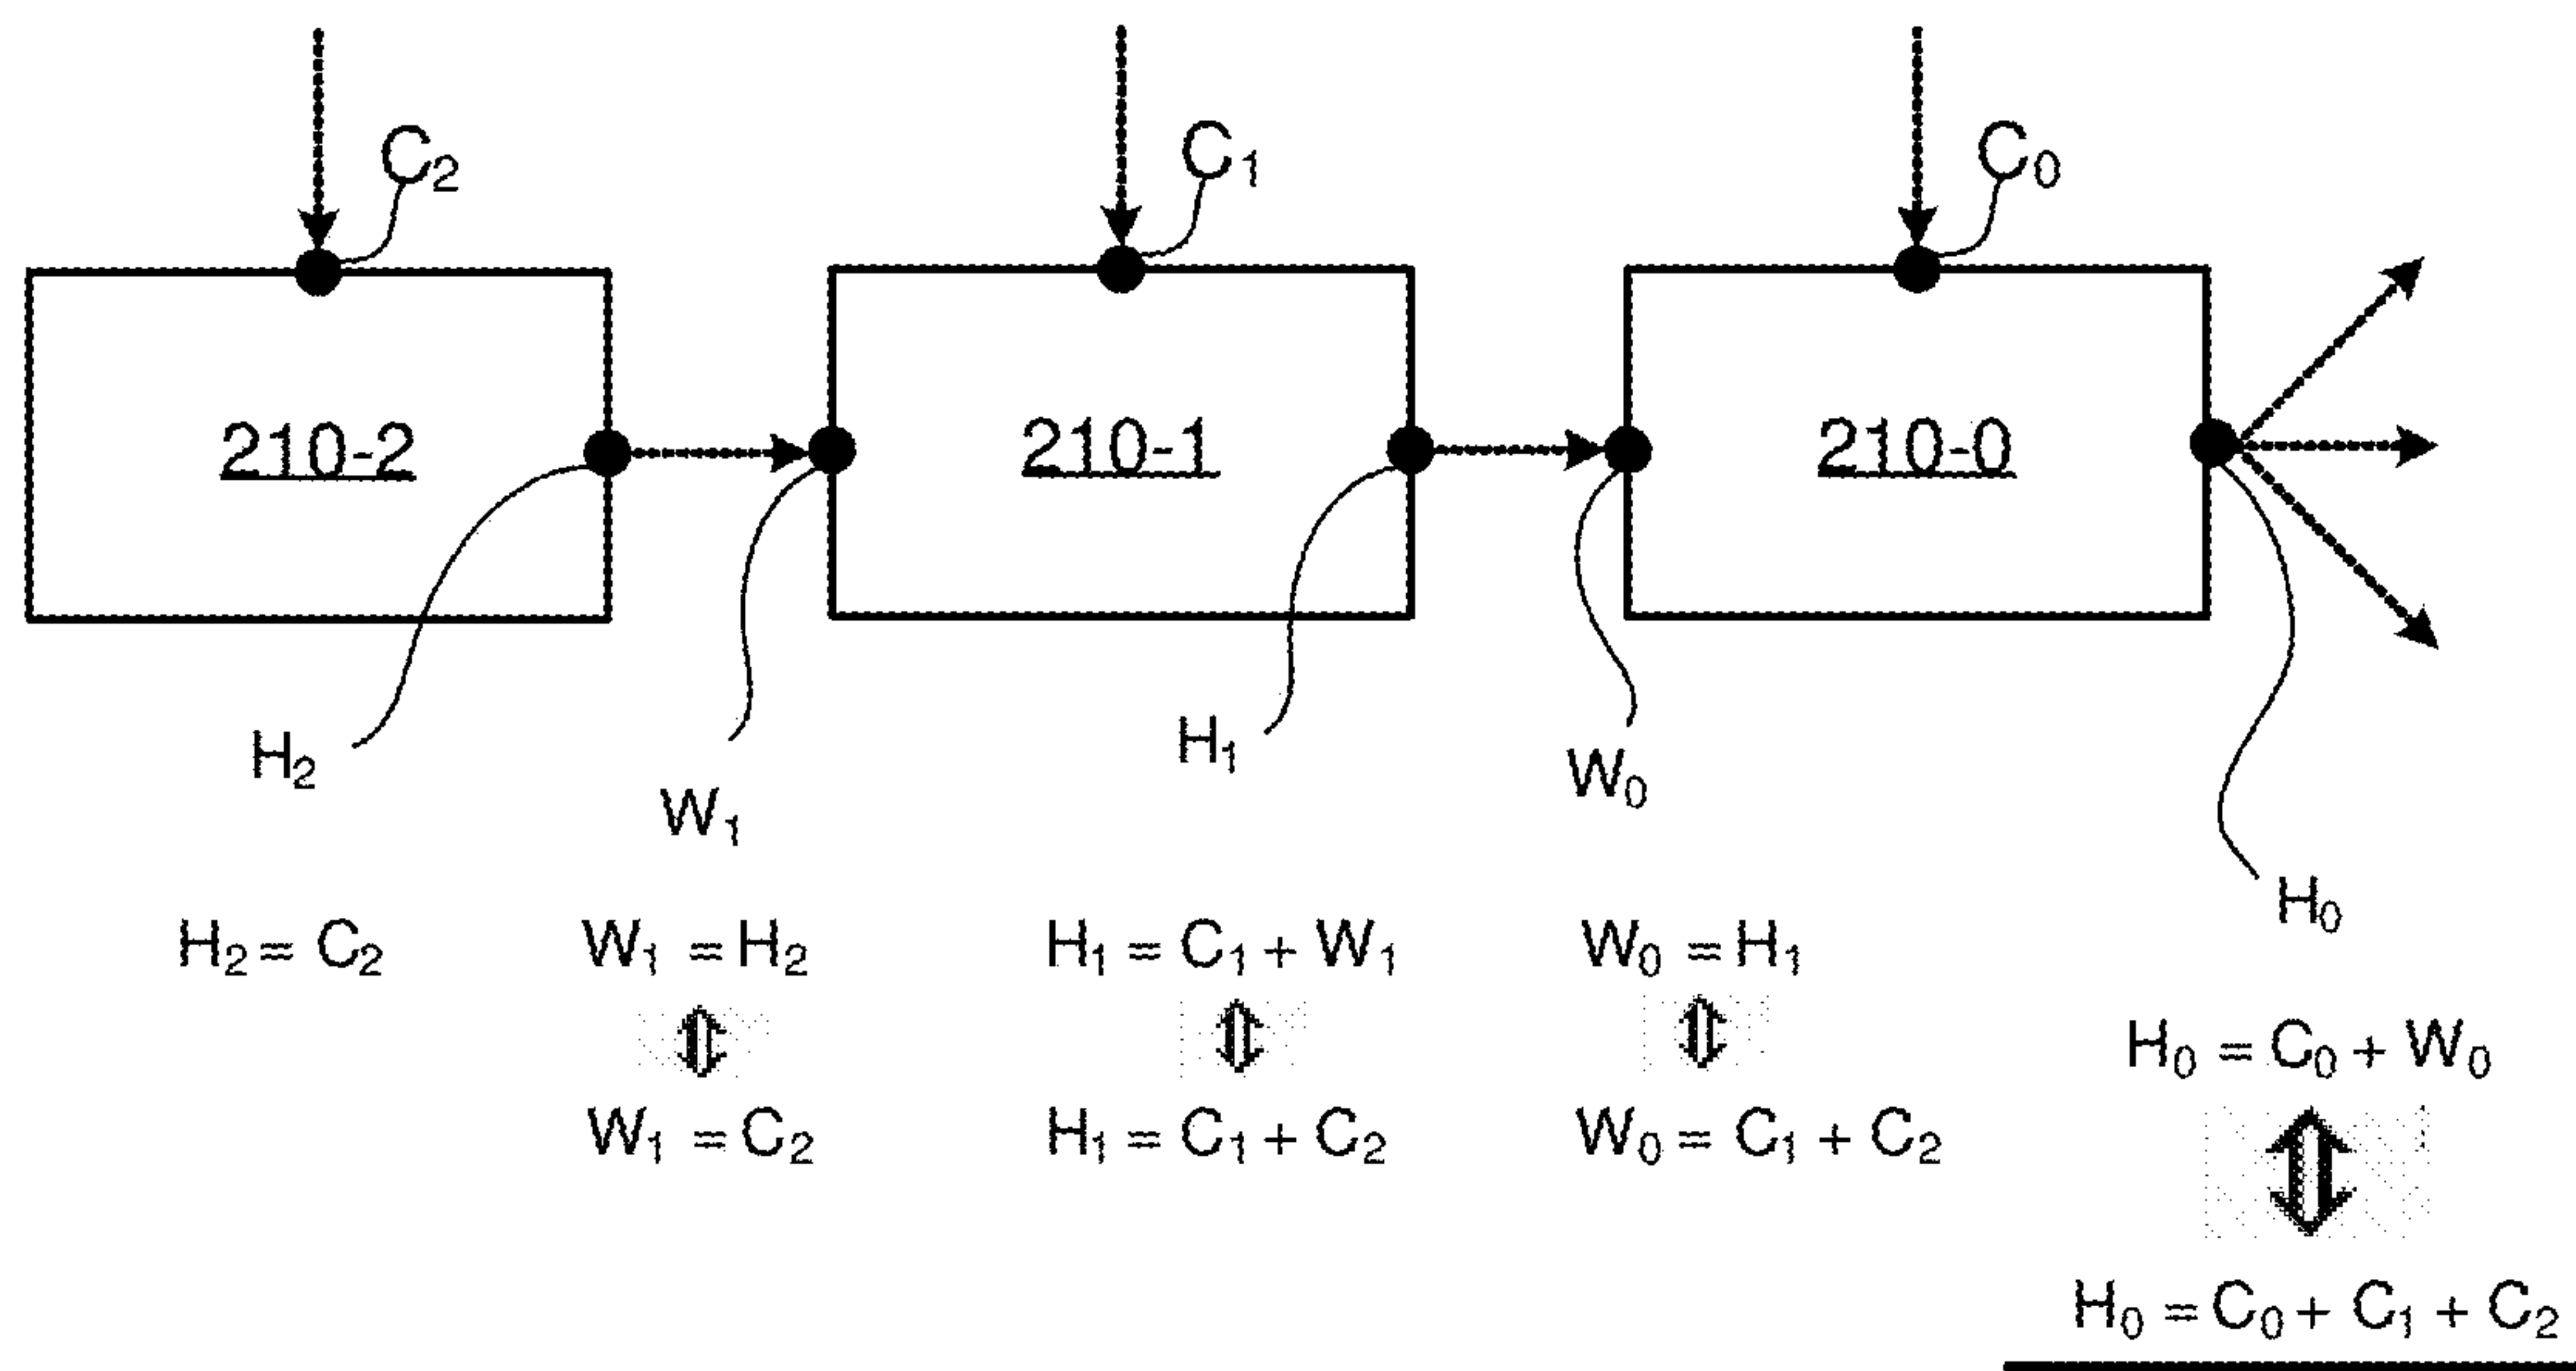 C₂ C₁ C₀
210-2 210-1 210-0
H₂ W₁ H₁ W₀ H₀
H₂ = C₂ W₁ = H₂ H₁ = C₁ + W₁ W₀ = H₁
H₀ = C₀ + W₀
W₁ = C₂ H₁ = C₁ + C₂ W₀ = C₁ + C₂
H₀ = C₀ + C₁ + C₂